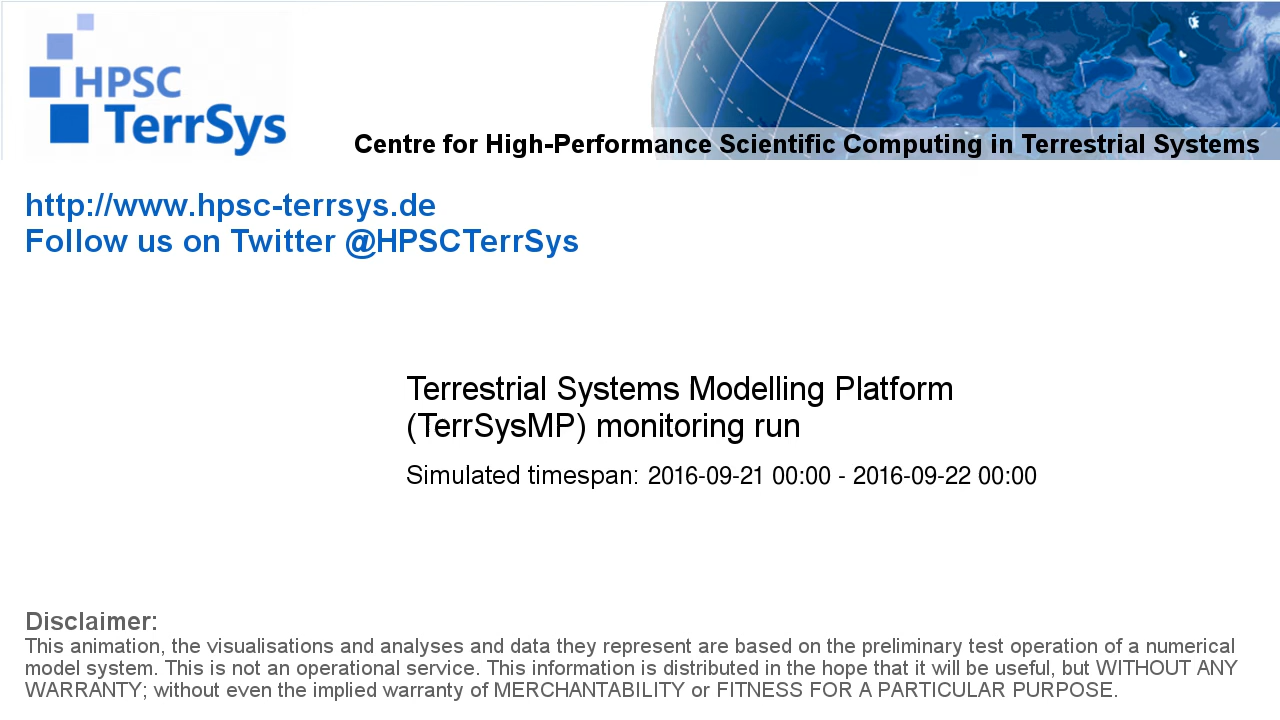 HPSC
TerrSys
Centre for High-Performance Scientific Computing in Terrestrial Systems
http://www.hpsc-terrsys.de
Follow us on Twitter @HPSCTerrSys
Terrestrial Systems Modelling Platform
(TerrSysMP) monitoring run
Simulated timespan: 2016-09-21 00:00 - 2016-09-22 00:00
Disclaimer:
This animation, the visualisations and analyses and data they represent are based on the preliminary test operation of a numerical
model system. This is not an operational service. This information is distributed in the hope that it will be useful, but WITHOUT ANY
WARRANTY; without even the implied warranty of MERCHANTABILITY or FITNESS FOR A PARTICULAR PURPOSE.